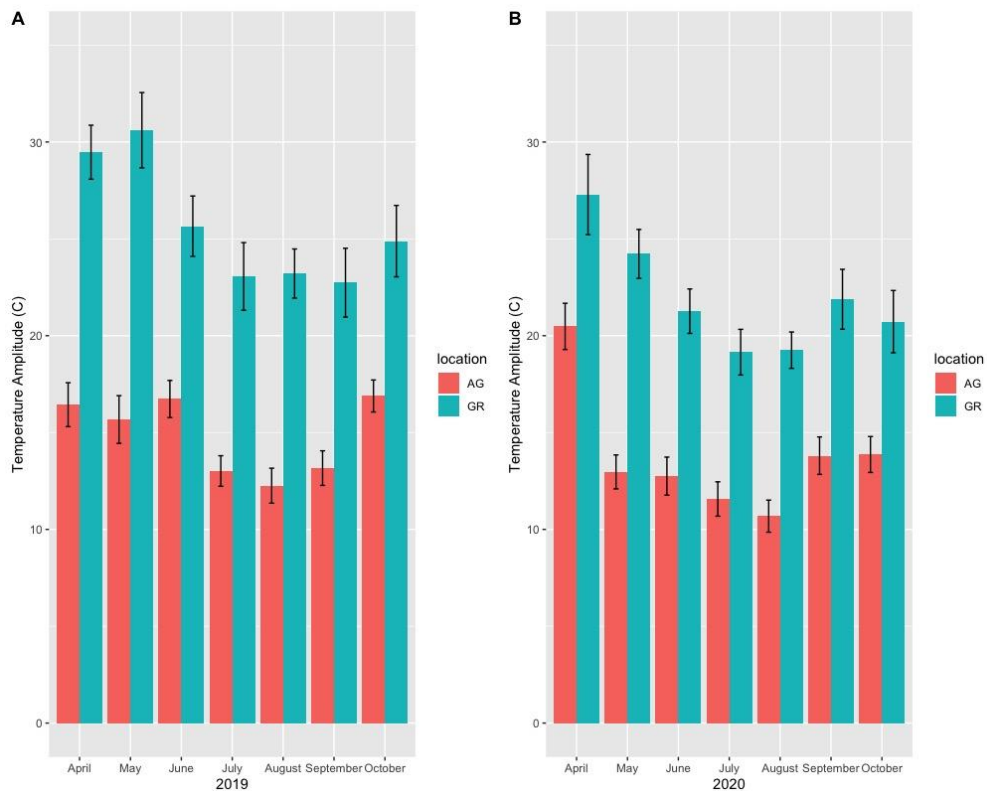 A
Temperature Amplitude (C)
30
20
10
0
April May June July August September October
2019
location
AG
GR
B
Temperature Amplitude (C)
30
20
10
0
April May June July August September October
2020
location
AG
GR